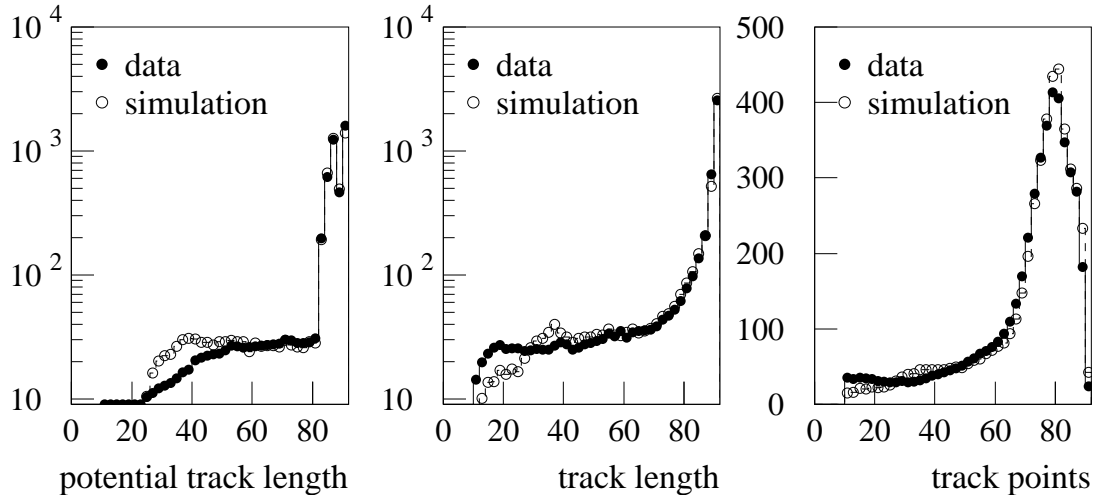 10 4
10 3
10 2
10
data
simulation
0 20 40 60 80
potential track length
10 4
10 3
10 2
10
data
simulation
0 20 40 60 80
track length
500
400
300
200
100
0
data
simulation
0 20 40 60 80
track points